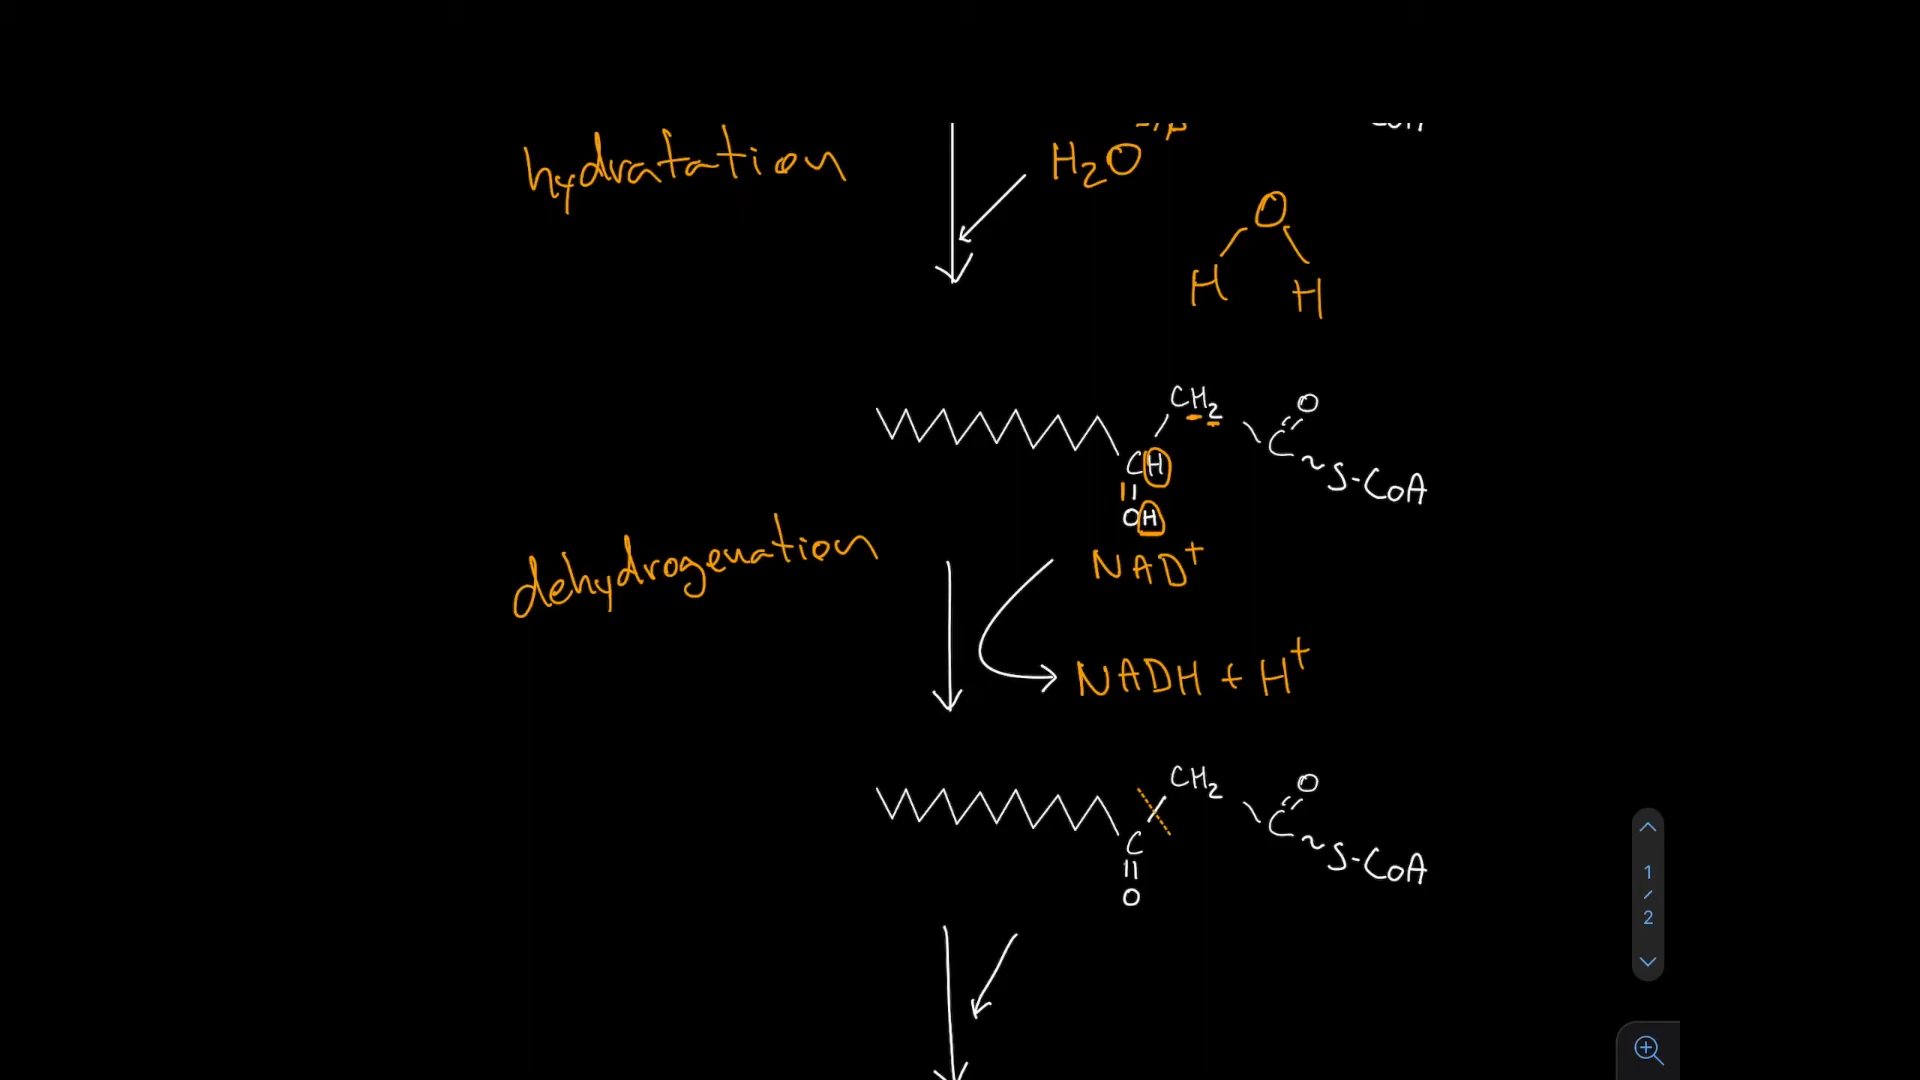 hydratation
H2O
O
H H
CH2 O
CH C ~S-CoA
OH
NAD+
dehydrogenation
NADH + H+
CH2 O
C C ~S-CoA
O
1
/
2